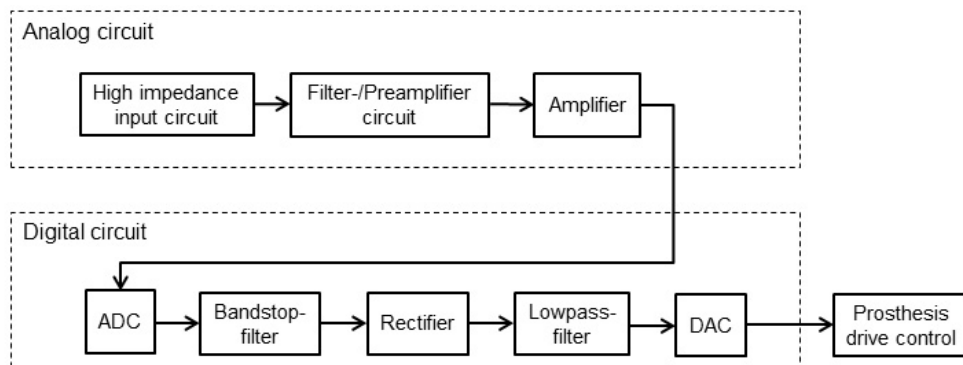 Analog circuit
High impedance
input circuit
Filter-/Preamplifier
circuit
Amplifier
Digital circuit
ADC
Bandstop-
filter
Rectifier
Lowpass-
filter
DAC
Prosthesis
drive control